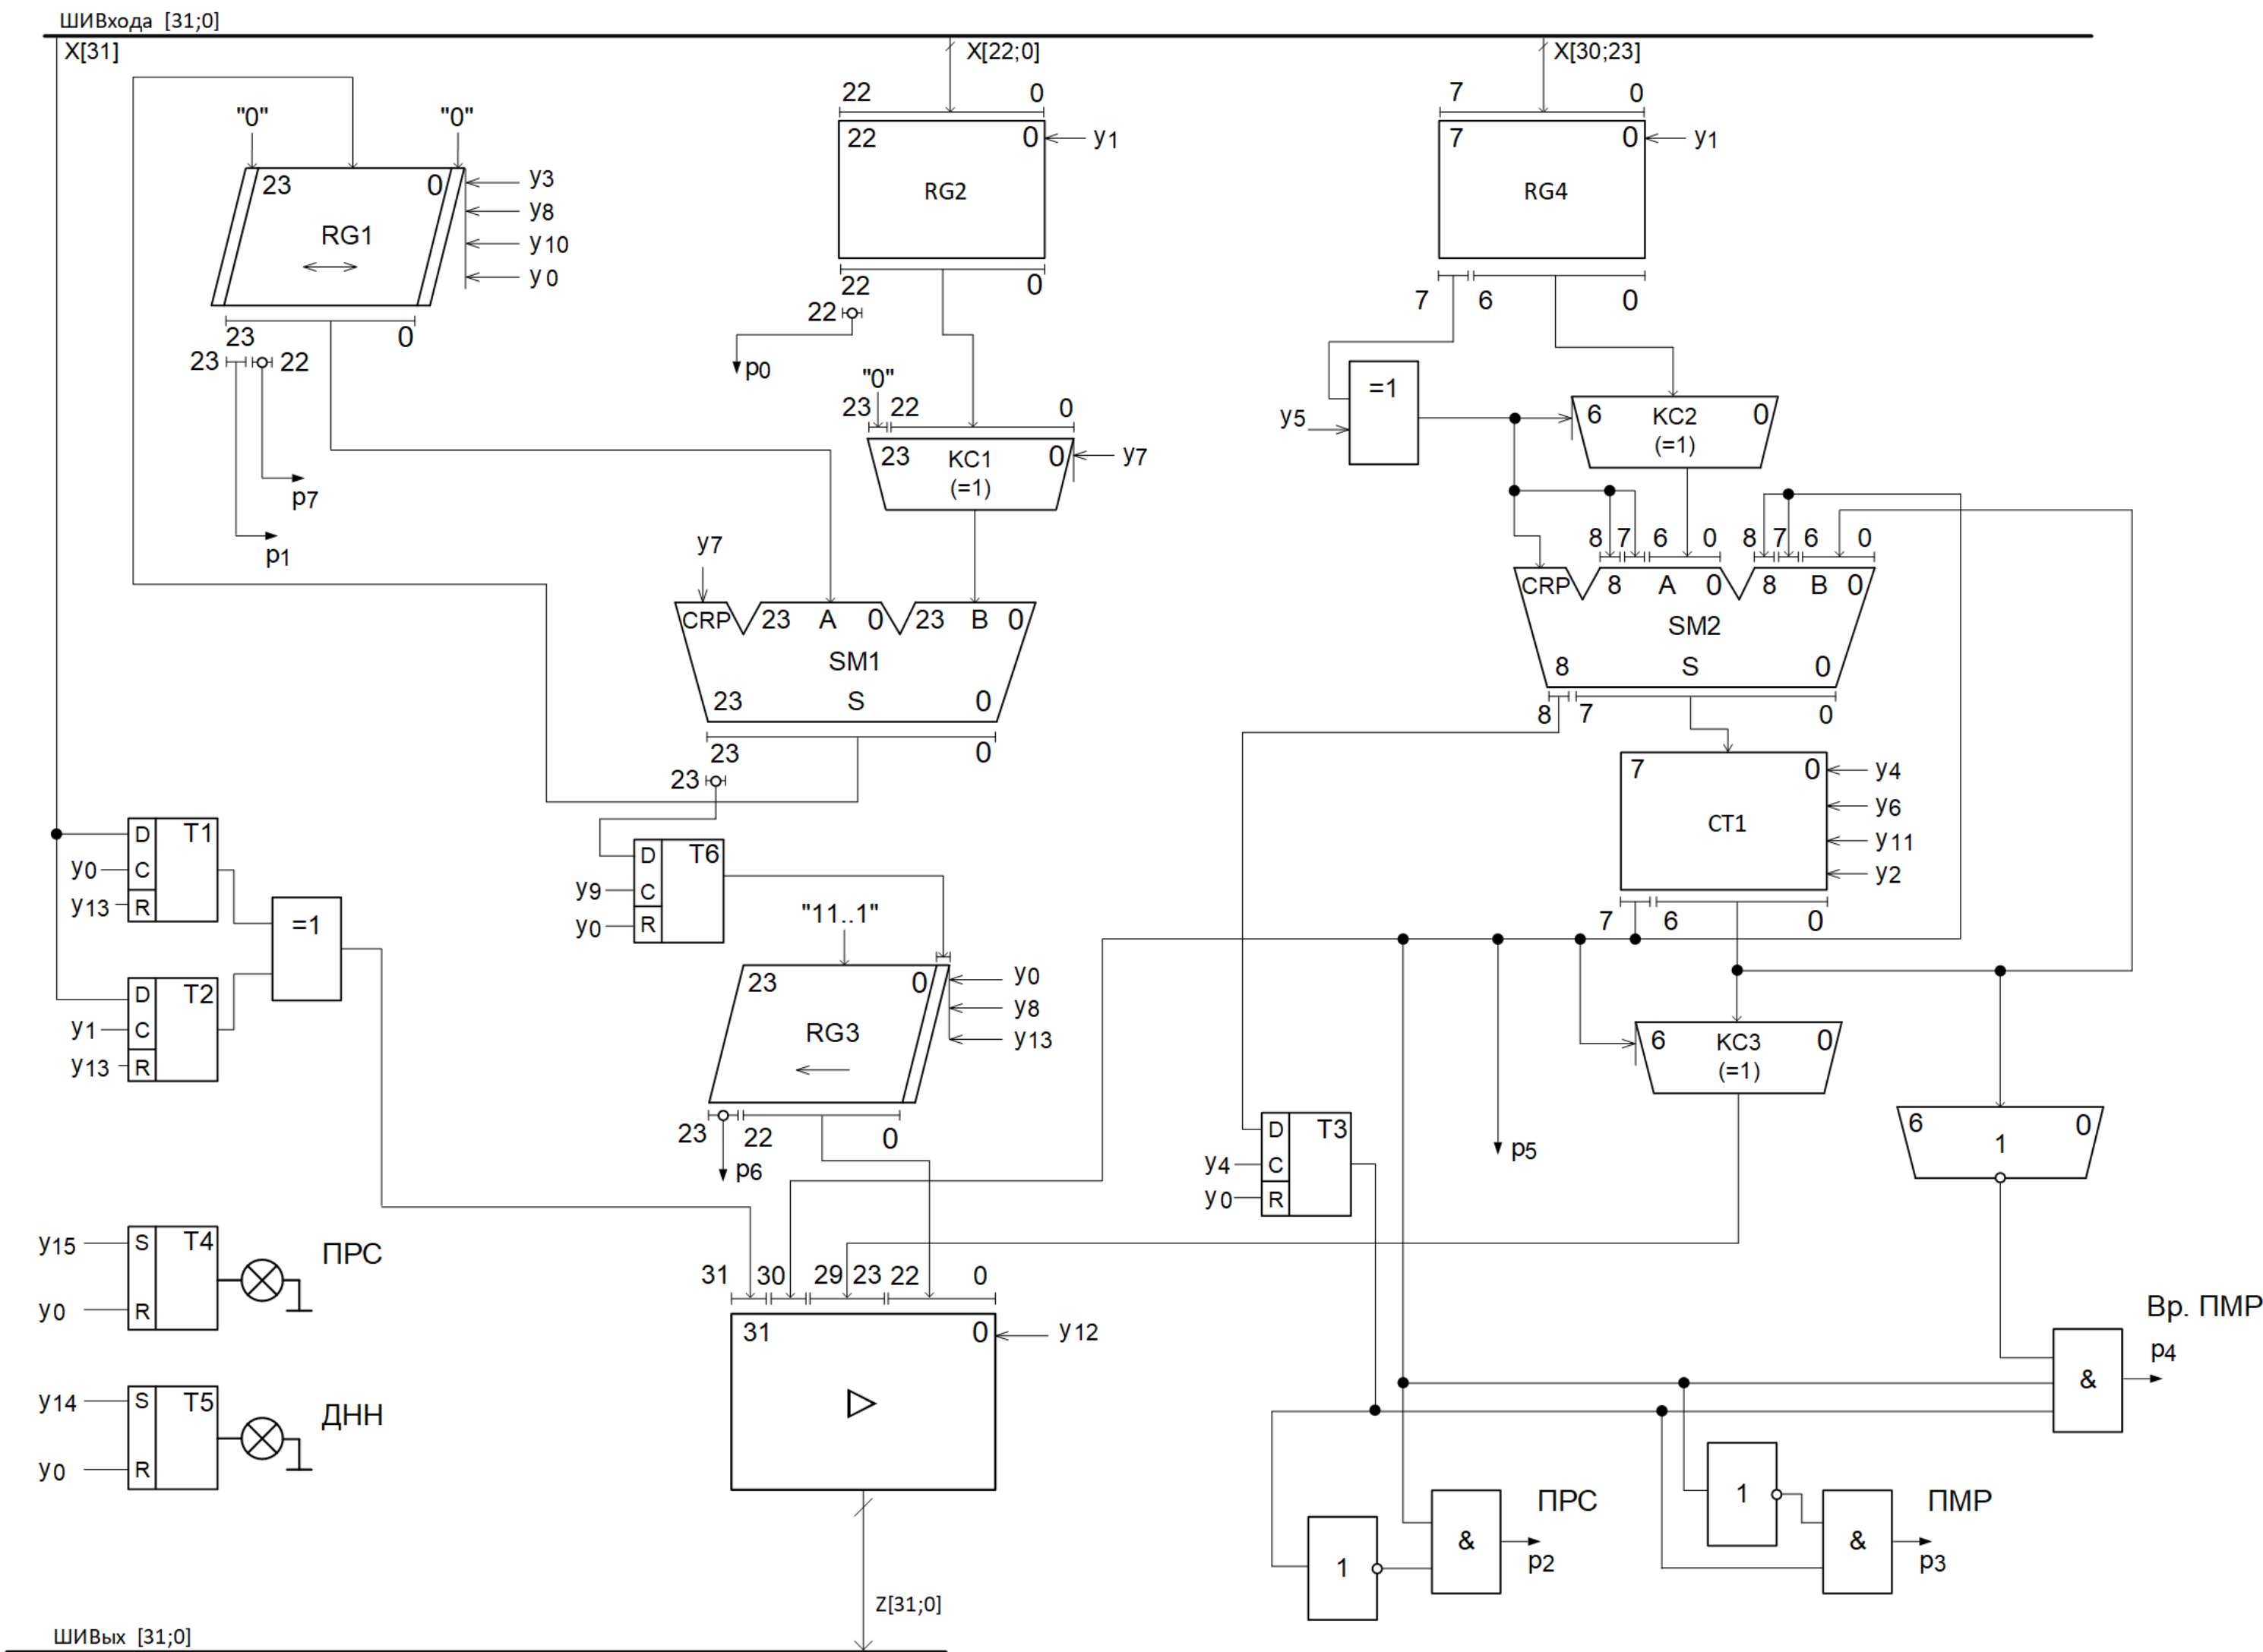 ШИВхода [31;0]
X[31]
X[22;0]
X[30;23]
"0"
"0"
23
0
RG1
y3
y8
y10
y0
23
0
23
22
p7
p1
22
0
22
0
RG2
y1
22
0
22
p0
7
0
7
0
RG4
y1
7
6
0
y5
=1
6
KC2
0
(=1)
"0"
23
22
0
23
KC1
0
(=1)
y7
y7
CRP
23
A
0
23
B
0
SM1
23
S
0
23
0
23
8
7
6
0
8
7
6
0
CRP
8
A
0
8
B
0
SM2
8
S
0
8
7
0
7
0
CT1
y4
y6
y11
y2
7
6
0
6
KC3
0
(=1)
6
1
0
D
T1
C
R
y0
y13
=1
D
T2
C
R
y1
y13
D
T6
C
R
y9
y0
"11..1"
23
0
RG3
y0
y8
y13
23
22
0
p6
D
T3
C
R
y4
y0
p5
y15
S
T4
R
y0
ПРС
y14
S
T5
R
y0
ДНН
31
30
29
23
22
0
31
0
y12
Вр. ПМР
p4
&
1
&
ПРС
p2
1
&
ПМР
p3
Z[31;0]
ШИВых [31;0]